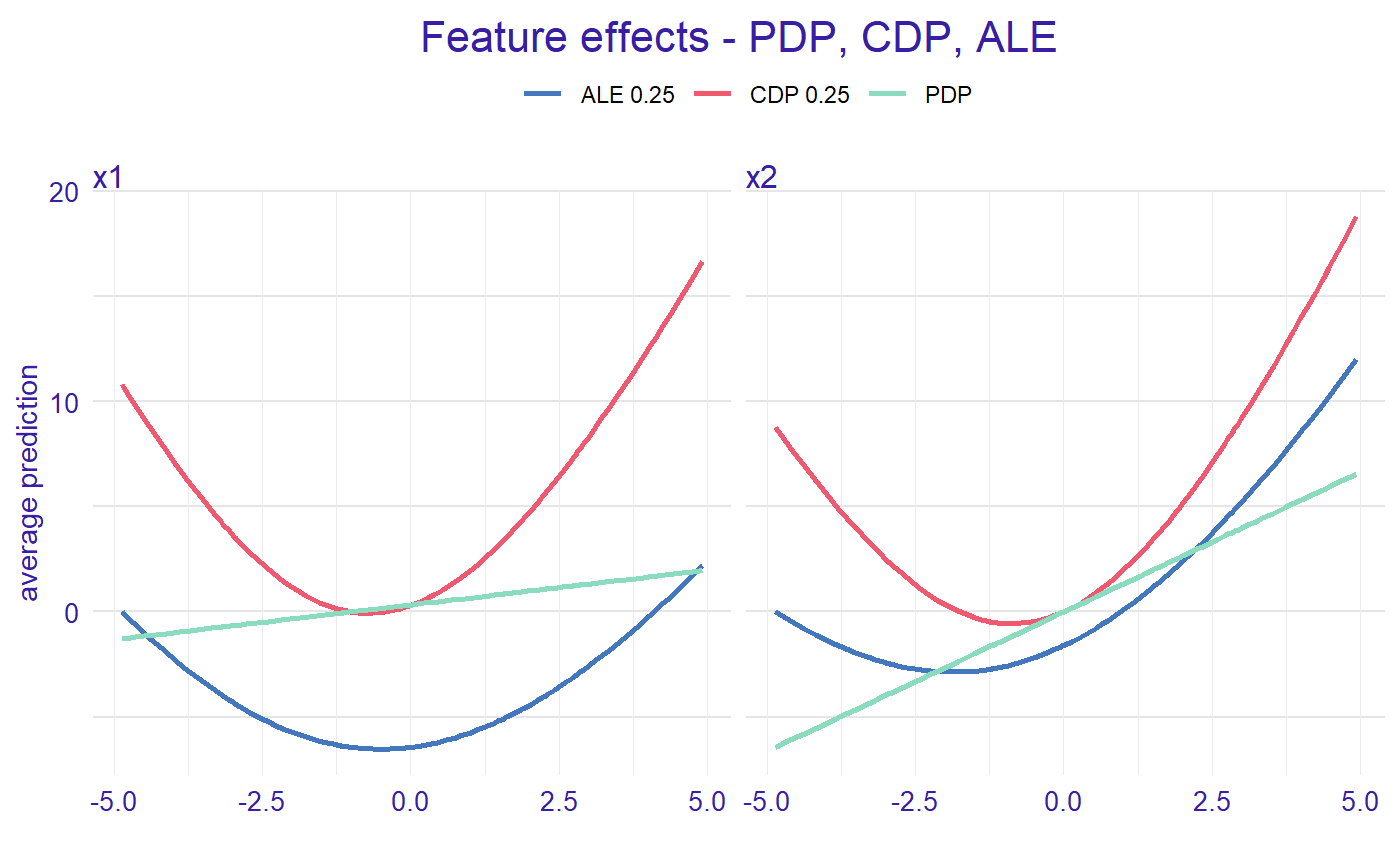 Feature effects - PDP, CDP, ALE
ALE 0.25 CDP 0.25 PDP
x1 x2
average prediction
20
10
0
-5.0 -2.5 0.0 2.5 5.0 -5.0 -2.5 0.0 2.5 5.0